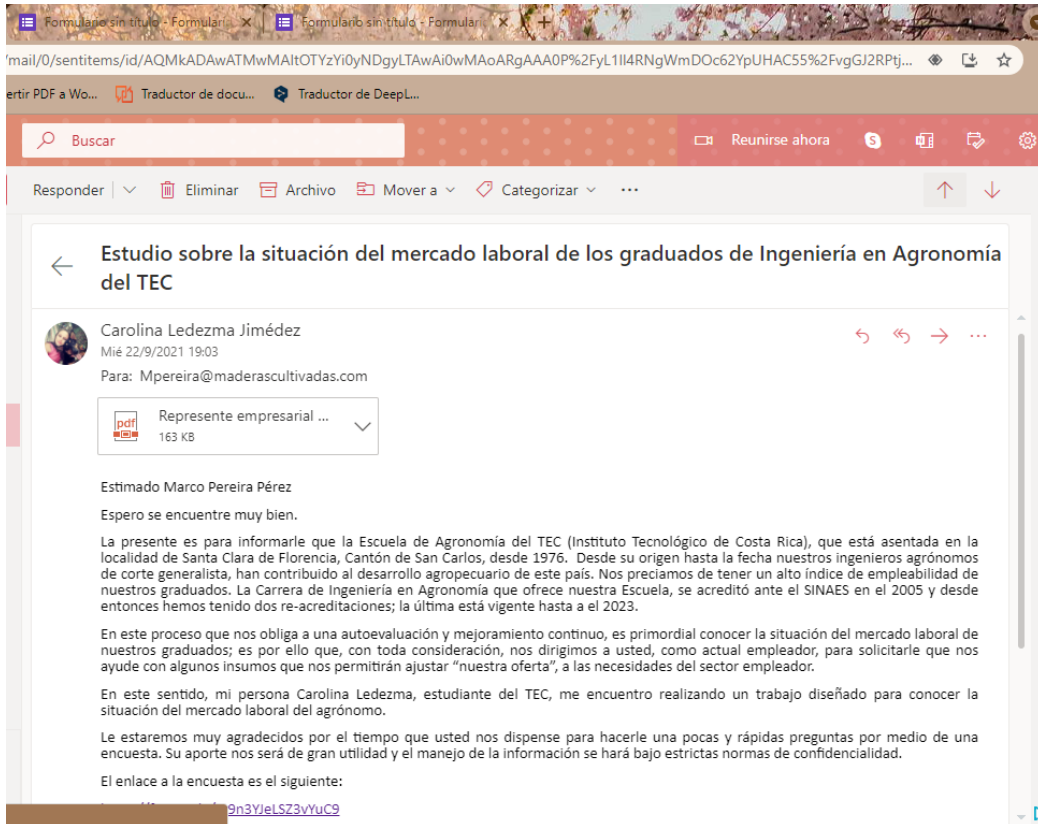 Formulario sin título - Formulario
Formulario sin título - Formulari
/mail/0/sentitems/id/AQMkADAwATMwMAItOTYzYi0yNDgyLTAwAi0wMAoARgAAA0P%2FyL1lI4RNgWmDOc62YpUHAC55%2FvgGJ2RPtj...
ertir PDF a Wo... Traductor de docu... Traductor de DeepL...
Buscar Reunirse ahora
Responder Eliminar Archivo Mover a Categorizar ...
Estudio sobre la situación del mercado laboral de los graduados de Ingeniería en Agronomía
del TEC
Carolina Ledezma Jimédez
Mié 22/9/2021 19:03
Para: Mpereira@maderascultivadas.com
pdf Represente empresarial ...
163 KB
Estimado Marco Pereira Pérez
Espero se encuentre muy bien.
La presente es para informarle que la Escuela de Agronomía del TEC (Instituto Tecnológico de Costa Rica), que está asentada en la
localidad de Santa Clara de Florencia, Cantón de San Carlos, desde 1976. Desde su origen hasta la fecha nuestros ingenieros agrónomos
de corte generalista, han contribuido al desarrollo agropecuario de este país. Nos preciamos de tener un alto índice de empleabilidad de
nuestros graduados. La Carrera de Ingeniería en Agronomía que ofrece nuestra Escuela, se acreditó ante el SINAES en el 2005 y desde
entonces hemos tenido dos re-acreditaciones; la última está vigente hasta a el 2023.
En este proceso que nos obliga a una autoevaluación y mejoramiento continuo, es primordial conocer la situación del mercado laboral de
nuestros graduados; es por ello que, con toda consideración, nos dirigimos a usted, como actual empleador, para solicitarle que nos
ayude con algunos insumos que nos permitirán ajustar “nuestra oferta”, a las necesidades del sector empleador.
En este sentido, mi persona Carolina Ledezma, estudiante del TEC, me encuentro realizando un trabajo diseñado para conocer la
situación del mercado laboral del agrónomo.
Le estaremos muy agradecidos por el tiempo que usted nos dispense para hacerle una pocas y rápidas preguntas por medio de una
encuesta. Su aporte nos será de gran utilidad y el manejo de la información se hará bajo estrictas normas de confidencialidad.
El enlace a la encuesta es el siguiente:
9n3YJeLSZ3vYuC9